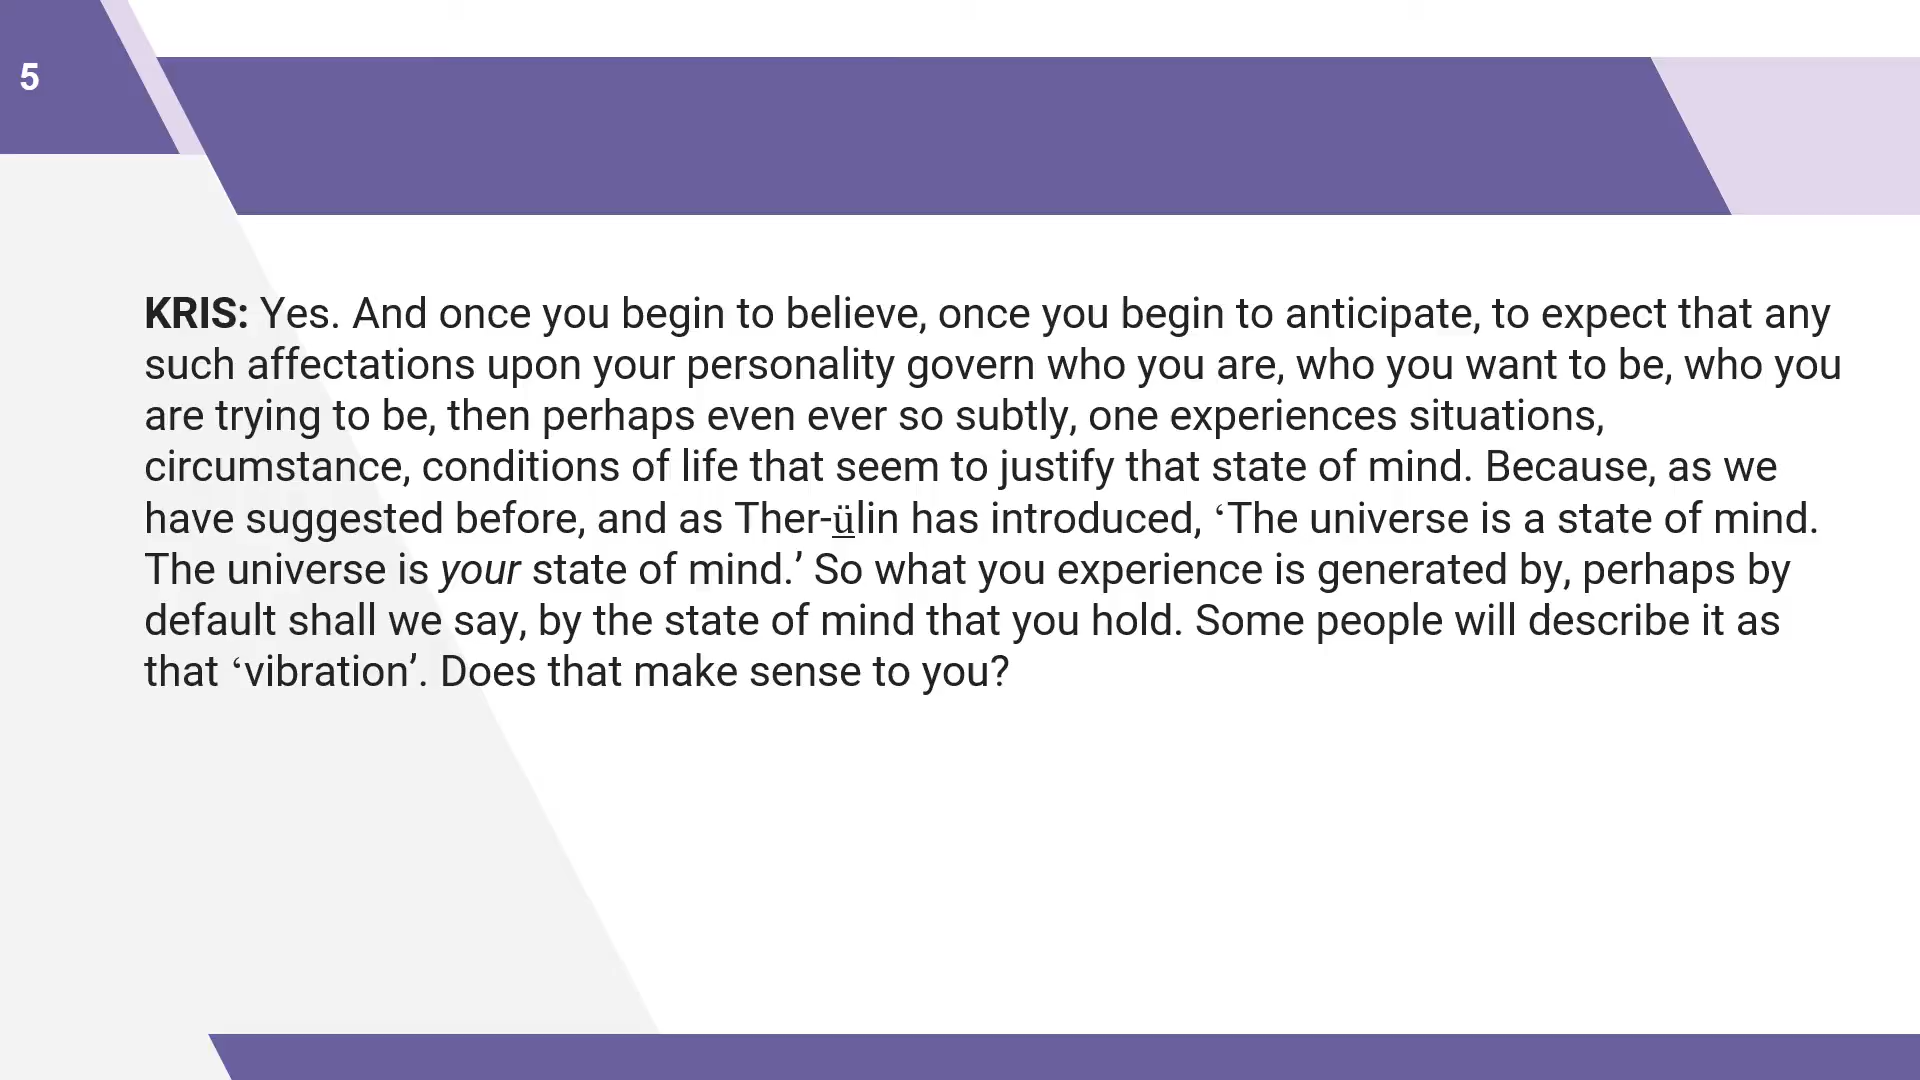 5
KRIS: Yes. And once you begin to believe, once you begin to anticipate, to expect that any
such affectations upon your personality govern who you are, who you want to be, who you
are trying to be, then perhaps even ever so subtly, one experiences situations,
circumstance, conditions of life that seem to justify that state of mind. Because, as we
have suggested before, and as Ther-ülin has introduced, ‘The universe is a state of mind.
The universe is your state of mind.’ So what you experience is generated by, perhaps by
default shall we say, by the state of mind that you hold. Some people will describe it as
that ‘vibration’. Does that make sense to you?